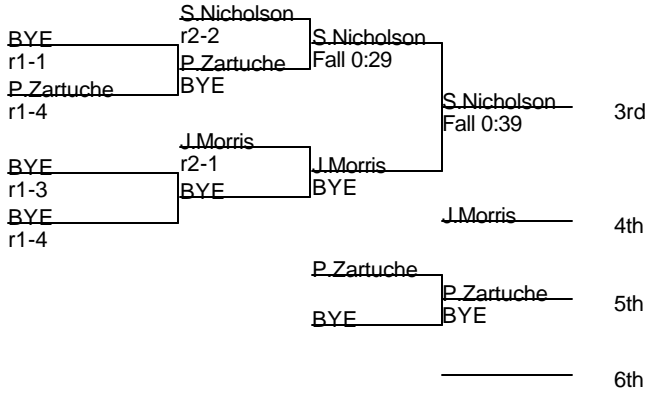 BYE
r1-1
P.Zartuche
r1-4
BYE
r1-3
BYE
r1-4
S.Nicholson
r2-2
P.Zartuche
BYE
J.Morris
r2-1
BYE
S.Nicholson
Fall 0:29
J.Morris
BYE
P.Zartuche
BYE
S.Nicholson
Fall 0:39
J.Morris
P.Zartuche
BYE
3rd
4th
5th
6th